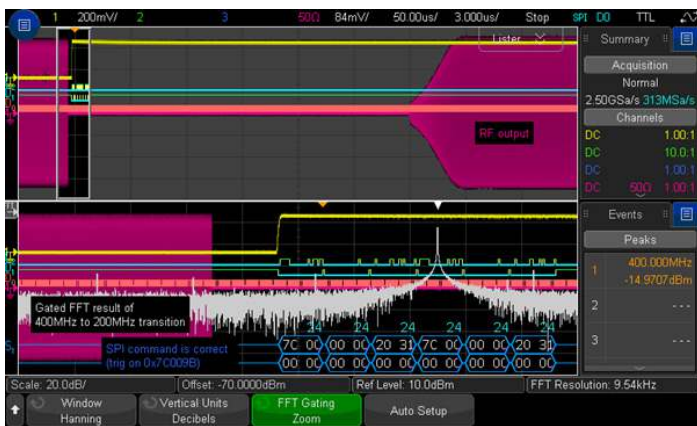 1 200mV/ 2 3 50Ω 84mV/ 50.00us/ 3.000us/ Stop SPI D0 TTL
Lister
Summary
Acquisition
Normal
2.50GSa/s 313MSa/s
Channels
DC 1.00:1
DC 10.0:1
DC 1.00:1
DC 50Ω 1.00:1
RF output
Events
Peaks
1 400.000MHz
-14.9707dBm
2 ---
3 ---
Gated FFT result of
400MHz to 200MHz transition
24 24 24 24 24 24
SPI command is correct
(trig on 0x7C009B)
S1
7C 00 00 00 20 31 7C 00 00 00 20 31
00 00 00 00 00 00 00 00 00 00 00 00
Scale: 20.0dB/ Offset: -70.0000dBm Ref Level: 10.0dBm FFT Resolution: 9.54kHz
Window
Hanning
Vertical Units
Decibels
FFT Gating
Zoom
Auto Setup